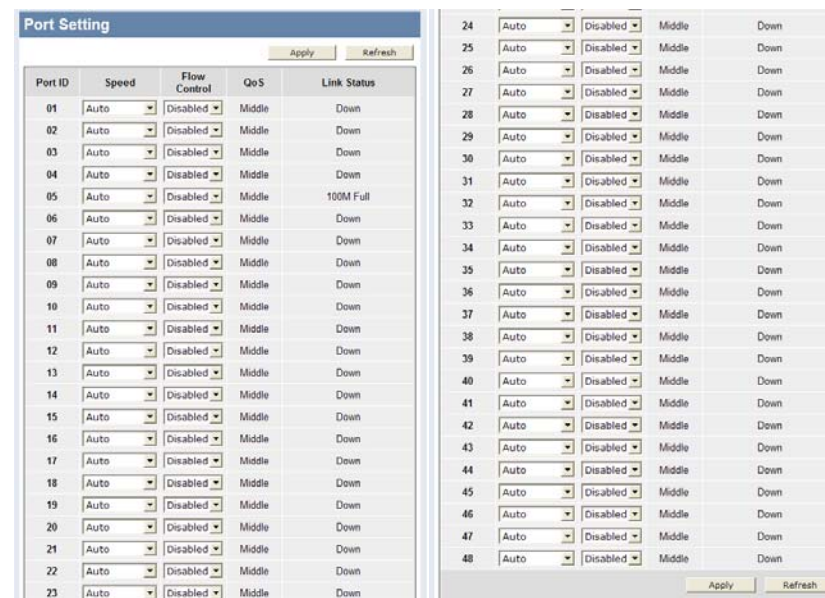 Port Setting
Apply Refresh
Port ID Speed Flow Control QoS Link Status
01 Auto Disabled Middle Down
02 Auto Disabled Middle Down
03 Auto Disabled Middle Down
04 Auto Disabled Middle Down
05 Auto Disabled Middle 100M Full
06 Auto Disabled Middle Down
07 Auto Disabled Middle Down
08 Auto Disabled Middle Down
09 Auto Disabled Middle Down
10 Auto Disabled Middle Down
11 Auto Disabled Middle Down
12 Auto Disabled Middle Down
13 Auto Disabled Middle Down
14 Auto Disabled Middle Down
15 Auto Disabled Middle Down
16 Auto Disabled Middle Down
17 Auto Disabled Middle Down
18 Auto Disabled Middle Down
19 Auto Disabled Middle Down
20 Auto Disabled Middle Down
21 Auto Disabled Middle Down
22 Auto Disabled Middle Down
23 Auto Disabled Middle Down
24 Auto Disabled Middle Down
25 Auto Disabled Middle Down
26 Auto Disabled Middle Down
27 Auto Disabled Middle Down
28 Auto Disabled Middle Down
29 Auto Disabled Middle Down
30 Auto Disabled Middle Down
31 Auto Disabled Middle Down
32 Auto Disabled Middle Down
33 Auto Disabled Middle Down
34 Auto Disabled Middle Down
35 Auto Disabled Middle Down
36 Auto Disabled Middle Down
37 Auto Disabled Middle Down
38 Auto Disabled Middle Down
39 Auto Disabled Middle Down
40 Auto Disabled Middle Down
41 Auto Disabled Middle Down
42 Auto Disabled Middle Down
43 Auto Disabled Middle Down
44 Auto Disabled Middle Down
45 Auto Disabled Middle Down
46 Auto Disabled Middle Down
47 Auto Disabled Middle Down
48 Auto Disabled Middle Down
Apply Refresh